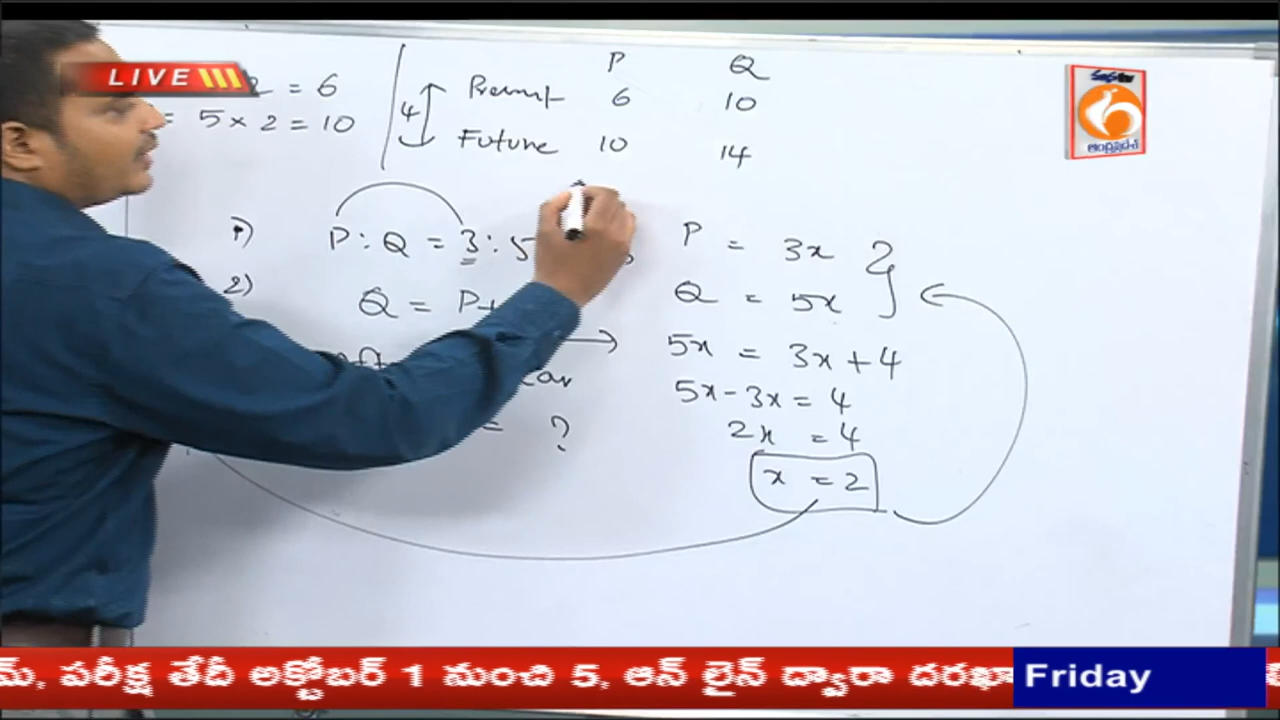 LIVE
2 = 6
= 5 x 2 = 10
P Q
4 Present 6 10
Future 10 14
1) P : Q = 3 : 5
2) Q = P+
?
P = 3x
Q = 5x
5x = 3x + 4
5x - 3x = 4
2x = 4
x = 2
ఆంధ్రప్రదేశ్
పరీక్ష తేదీ అక్టోబర్ 1 నుంచి 5, ఆన్ లైన్ ద్వారా దరఖా
Friday